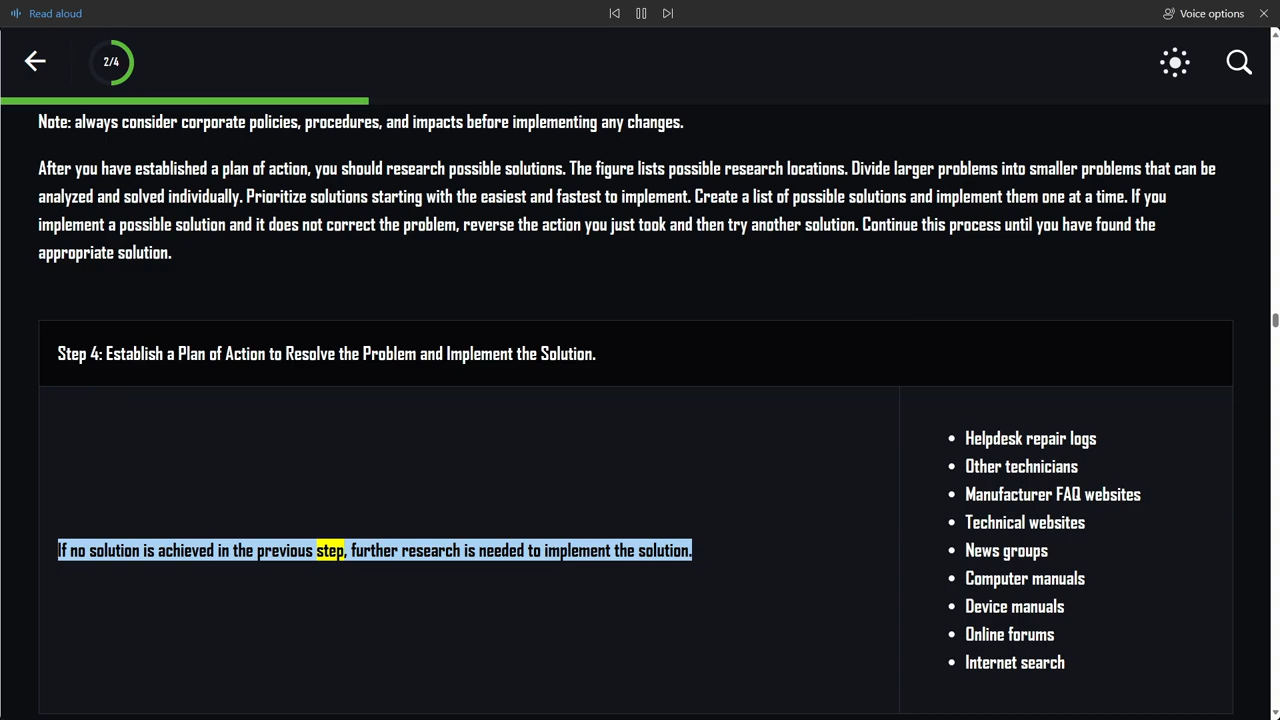 Read aloud
Voice options
2/4
Note: always consider corporate policies, procedures, and impacts before implementing any changes.
After you have established a plan of action, you should research possible solutions. The figure lists possible research locations. Divide larger problems into smaller problems that can be
analyzed and solved individually. Prioritize solutions starting with the easiest and fastest to implement. Create a list of possible solutions and implement them one at a time. If you
implement a possible solution and it does not correct the problem, reverse the action you just took and then try another solution. Continue this process until you have found the
appropriate solution.
Step 4: Establish a Plan of Action to Resolve the Problem and Implement the Solution.
If no solution is achieved in the previous step, further research is needed to implement the solution.
• Helpdesk repair logs
• Other technicians
• Manufacturer FAQ websites
• Technical websites
• News groups
• Computer manuals
• Device manuals
• Online forums
• Internet search